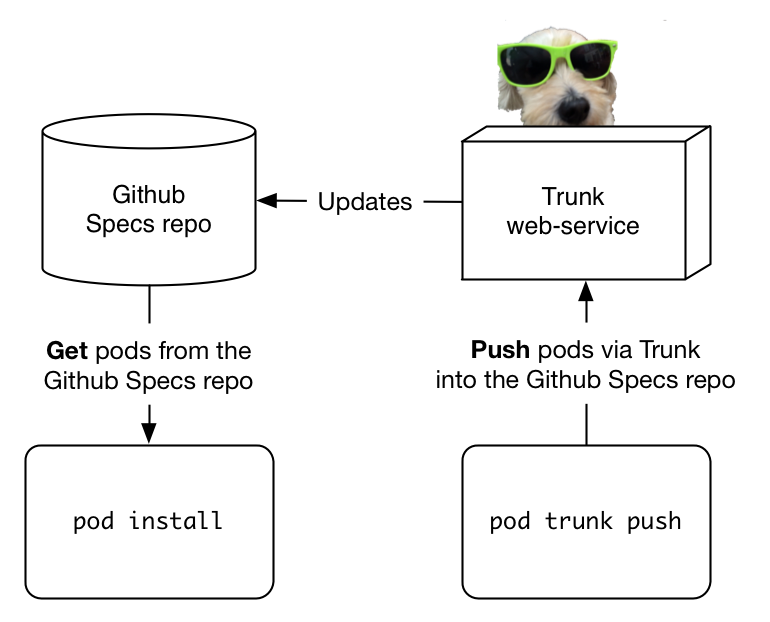 Github
Specs repo
Updates
Trunk
web-service
Get pods from the
Github Specs repo
Push pods via Trunk
into the Github Specs repo
pod install
pod trunk push